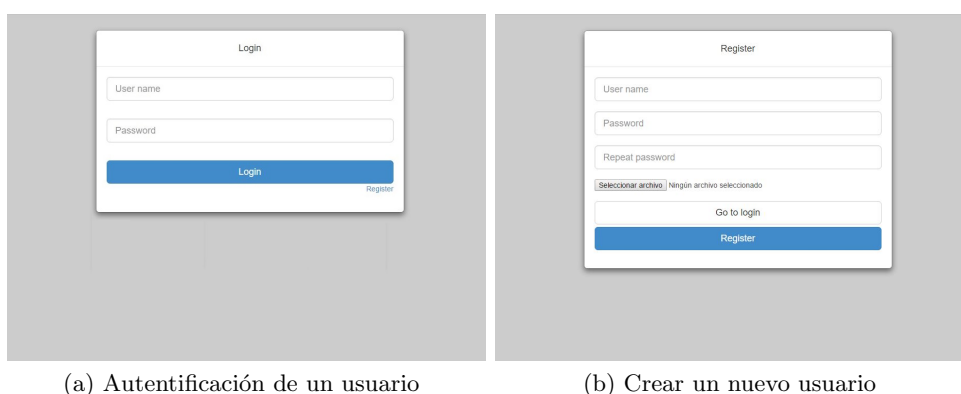 Login
User name
Password
Login
Register
Register
User name
Password
Repeat password
Seleccionar archivo Ningún archivo seleccionado
Go to login
Register
(a) Autentificación de un usuario
(b) Crear un nuevo usuario